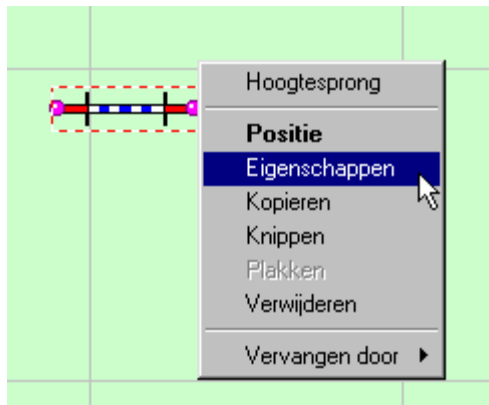 Hoogtesprong
Positie
Eigenschappen
Kopieren
Knippen
Plakken
Verwijderen
Vervangen door